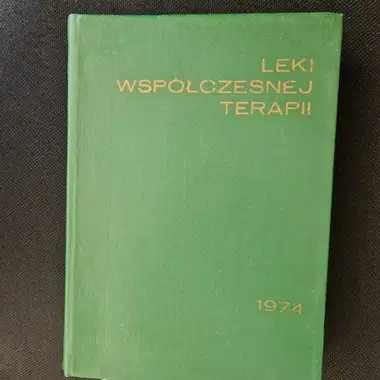 LEKI
WSPÓŁCZESNEJ
TERAPII
1974